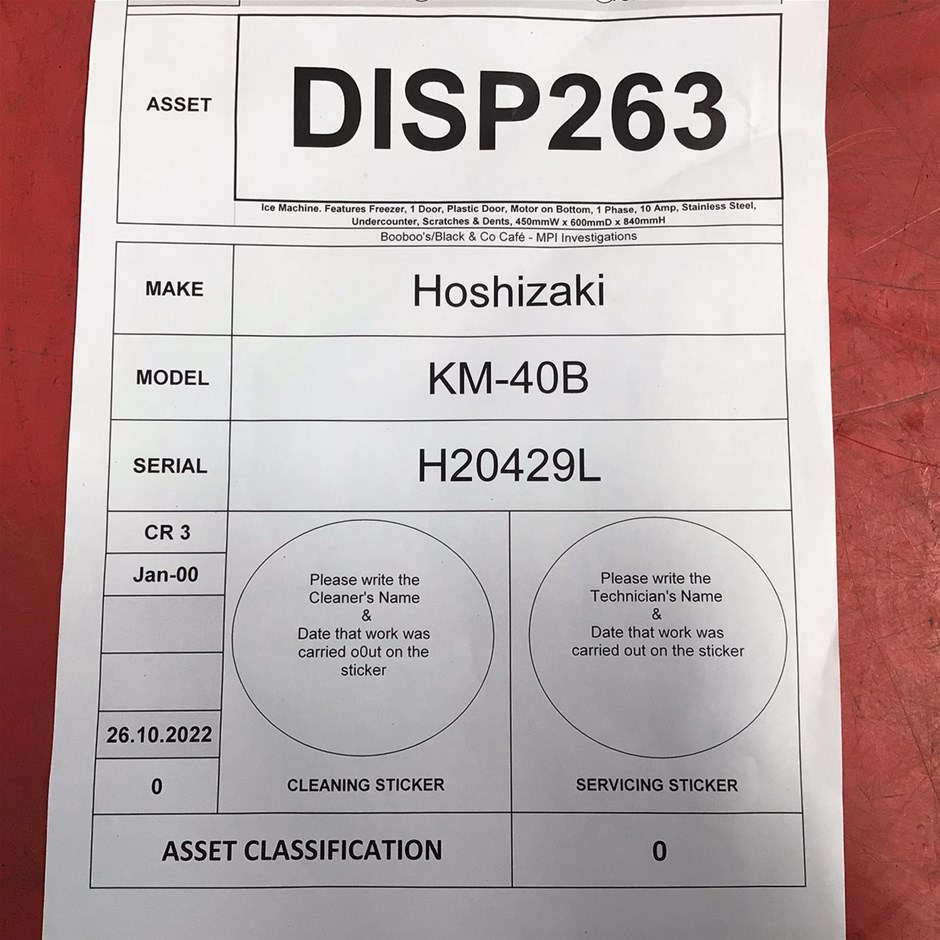 ASSET
DISP263
Ice Machine. Features Freezer, 1 Door, Plastic Door, Motor on Bottom, 1 Phase, 10 Amp, Stainless Steel,
Undercounter, Scratches & Dents, 450mmW x 600mmD x 840mmH
Booboo's/Black & Co Café - MPI Investigations
MAKE
Hoshizaki
MODEL
KM-40B
SERIAL
H20429L
CR 3
Jan-00
26.10.2022
0
Please write the
Cleaner's Name
&
Date that work was
carried o0ut on the
sticker
CLEANING STICKER
Please write the
Technician's Name
&
Date that work was
carried out on the sticker
SERVICING STICKER
ASSET CLASSIFICATION
0